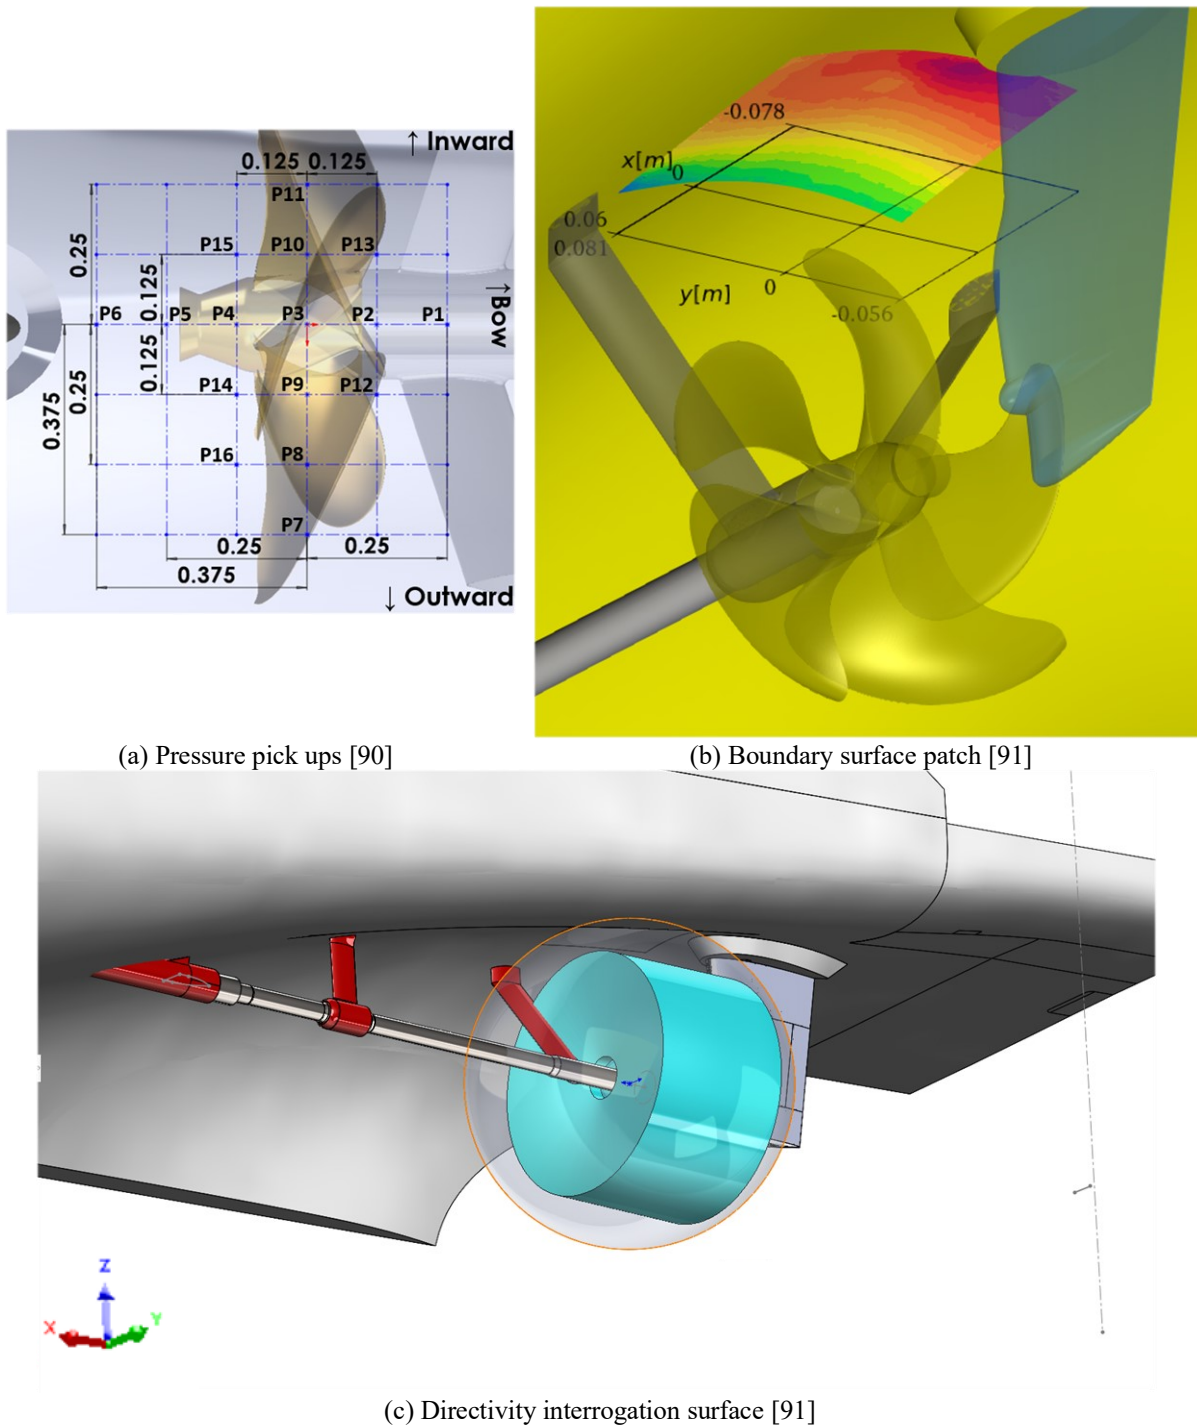 ↑ Inward
0.125 0.125
P11
0.25
P15 P10 P13
0.125
↑Bow
P6 P5 P4 P3 P2 P1
0.125
P14 P9 P12
0.25
0.375
P16 P8
P7
0.25 0.25
0.375
↓ Outward
-0.078
x[m]
0
0.06
0.081
y[m]
0
-0.056
(a) Pressure pick ups [90]
(b) Boundary surface patch [91]
Z
X
Y
(c) Directivity interrogation surface [91]